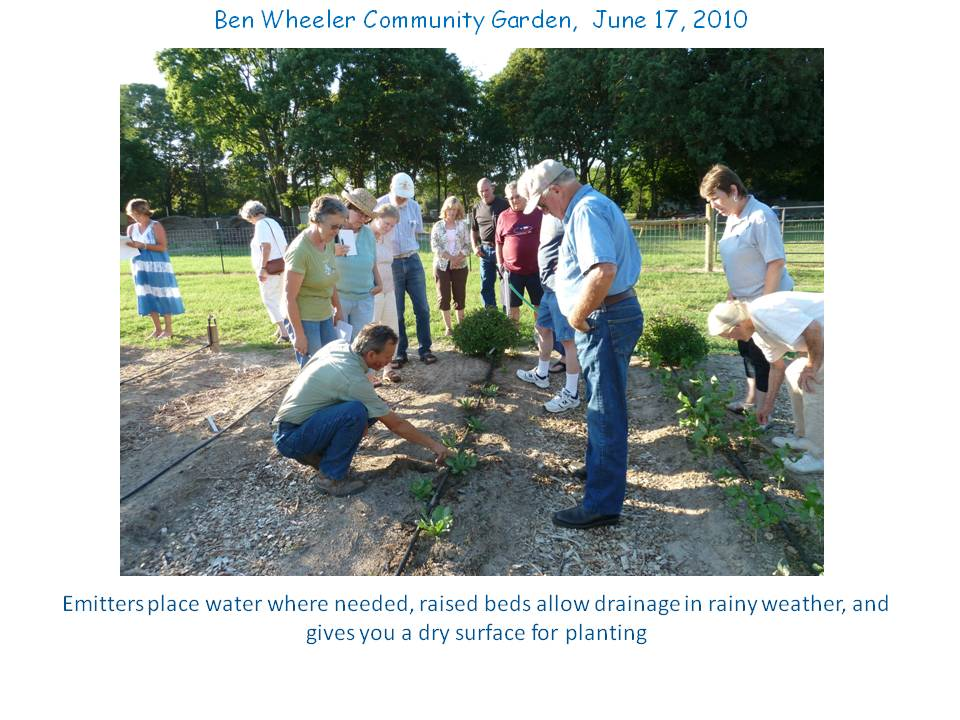 Ben Wheeler Community Garden, June 17, 2010
Emitters place water where needed, raised beds allow drainage in rainy weather, and
gives you a dry surface for planting